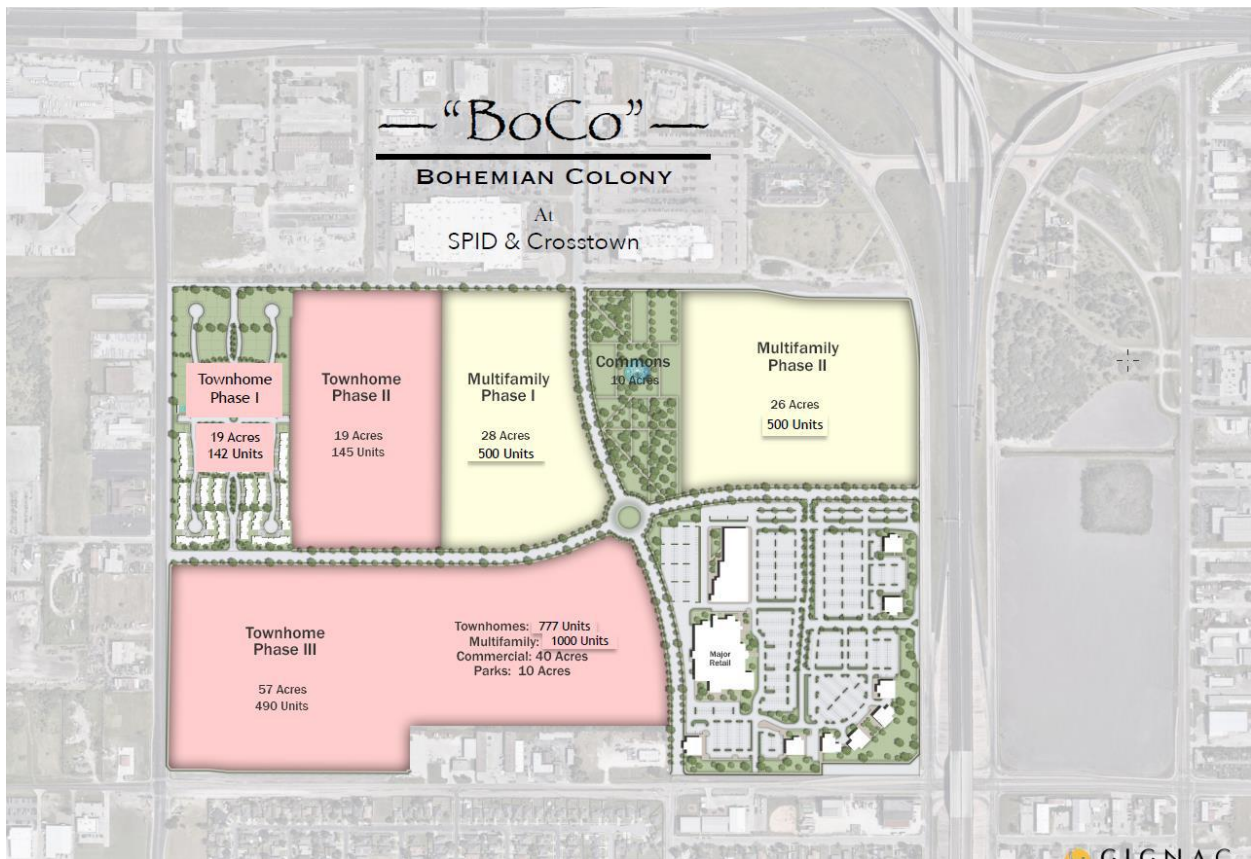 “BoCo”
BOHEMIAN COLONY
At
SPID & Crosstown
Townhome
Phase I
19 Acres
142 Units
Townhome
Phase II
19 Acres
145 Units
Multifamily
Phase I
28 Acres
500 Units
Commons
10 Acres
Multifamily
Phase II
26 Acres
500 Units
Townhome
Phase III
57 Acres
490 Units
Townhomes: 777 Units
Multifamily: 1000 Units
Commercial: 40 Acres
Parks: 10 Acres
Major
Retail
GIGNAC